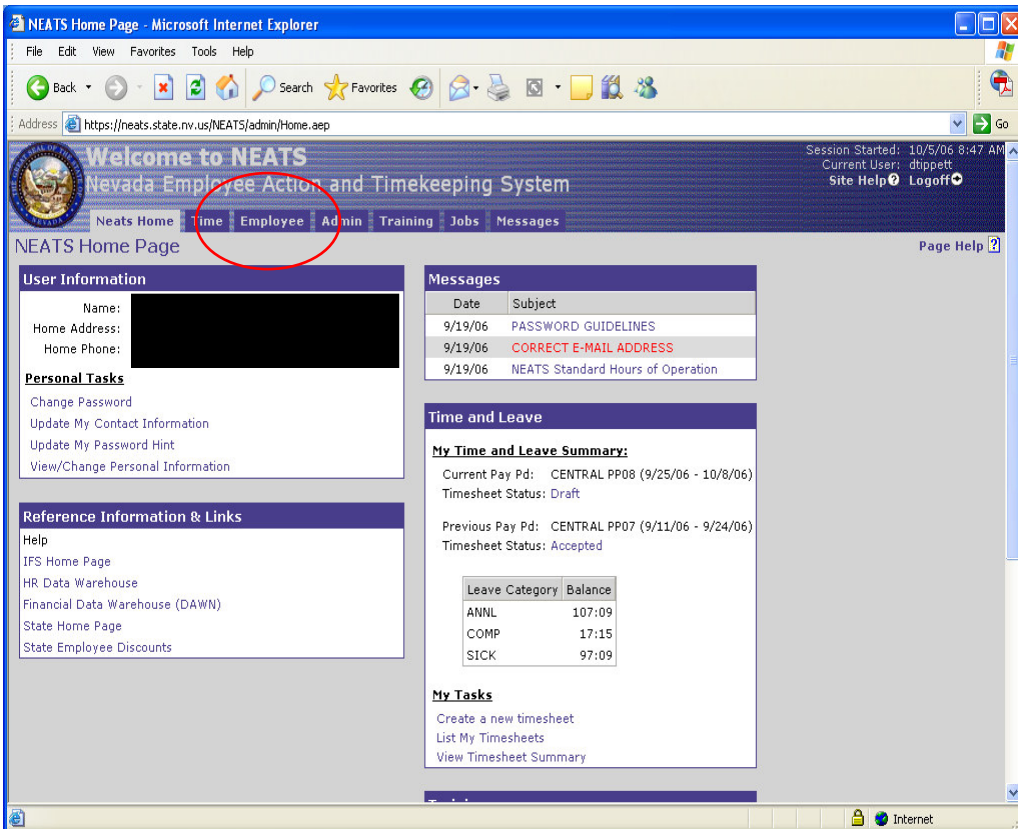 NEATS Home Page - Microsoft Internet Explorer
File Edit View Favorites Tools Help
Back Search Favorites
Address https://neats.state.nv.us/NEATS/admin/Home.aep Go
Welcome to NEATS
Nevada Employee Action and Timekeeping System
Session Started: 10/5/06 8:47 AM
Current User: dtippett
Site Help Logoff
Neats Home Time Employee Admin Training Jobs Messages
NEATS Home Page
Page Help
User Information
Name:
Home Address:
Home Phone:
Personal Tasks
Change Password
Update My Contact Information
Update My Password Hint
View/Change Personal Information
Reference Information & Links
Help
IFS Home Page
HR Data Warehouse
Financial Data Warehouse (DAWN)
State Home Page
State Employee Discounts
Messages
Date Subject
9/19/06 PASSWORD GUIDELINES
9/19/06 CORRECT E-MAIL ADDRESS
9/19/06 NEATS Standard Hours of Operation
Time and Leave
My Time and Leave Summary:
Current Pay Pd: CENTRAL PP08 (9/25/06 - 10/8/06)
Timesheet Status: Draft
Previous Pay Pd: CENTRAL PP07 (9/11/06 - 9/24/06)
Timesheet Status: Accepted
Leave Category Balance
ANNL 107:09
COMP 17:15
SICK 97:09
My Tasks
Create a new timesheet
List My Timesheets
View Timesheet Summary
Internet